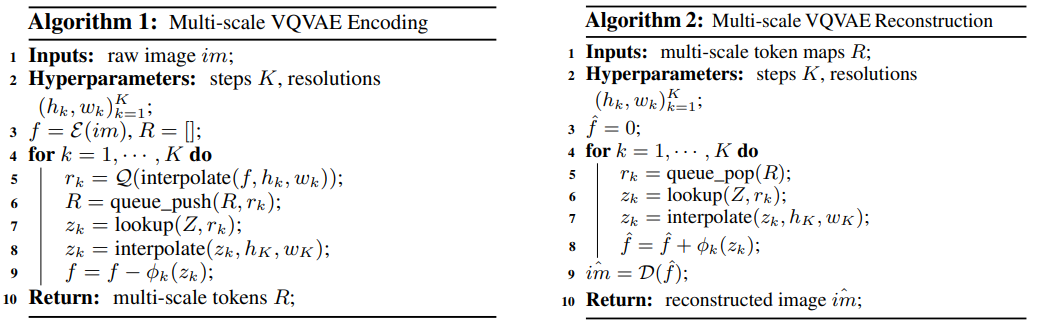 Algorithm 1: Multi-scale VQVAE Encoding
1 Inputs: raw image im;
2 Hyperparameters: steps K, resolutions
(h_k, w_k)_{k=1}^K;
3 f = ℰ(im), R = [];
4 for k = 1, ⋯ , K do
5 r_k = 𝒬(interpolate(f, h_k, w_k));
6 R = queue_push(R, r_k);
7 z_k = lookup(Z, r_k);
8 z_k = interpolate(z_k, h_K, w_K);
9 f = f − ϕ_k(z_k);
10 Return: multi-scale tokens R;
Algorithm 2: Multi-scale VQVAE Reconstruction
1 Inputs: multi-scale token maps R;
2 Hyperparameters: steps K, resolutions
(h_k, w_k)_{k=1}^K;
3 f̂ = 0;
4 for k = 1, ⋯ , K do
5 r_k = queue_pop(R);
6 z_k = lookup(Z, r_k);
7 z_k = interpolate(z_k, h_K, w_K);
8 f̂ = f̂ + ϕ_k(z_k);
9 im̂ = 𝒟(f̂);
10 Return: reconstructed image im̂;